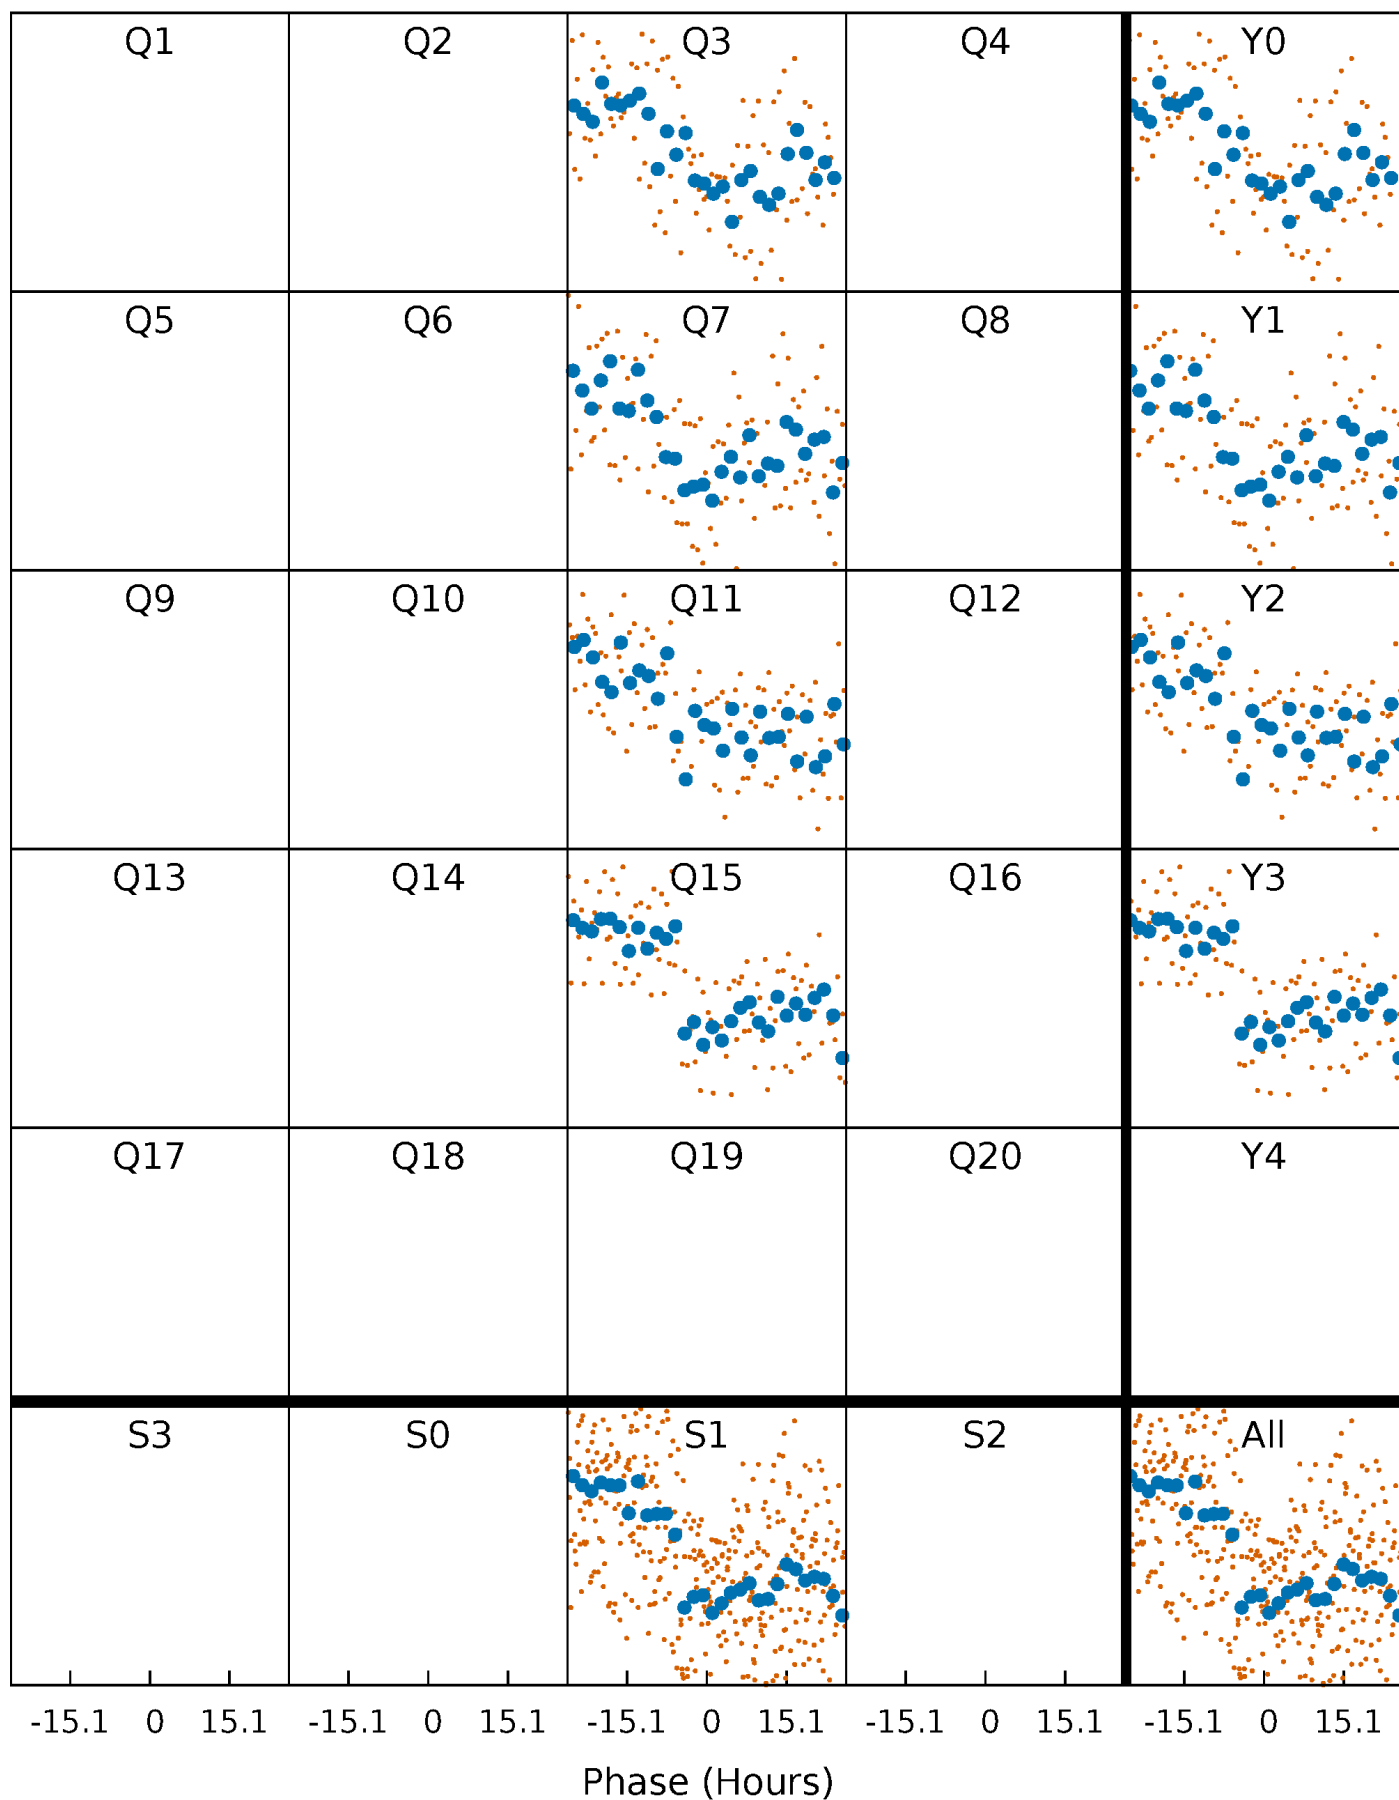 Q1 Q2 Q3 Q4 Y0
Q5 Q6 Q7 Q8 Y1
Q9 Q10 Q11 Q12 Y2
Q13 Q14 Q15 Q16 Y3
Q17 Q18 Q19 Q20 Y4
S3 S0 S1 S2 All
-15.1 0 15.1 -15.1 0 15.1 -15.1 0 15.1 -15.1 0 15.1 -15.1 0 15.1
Phase (Hours)